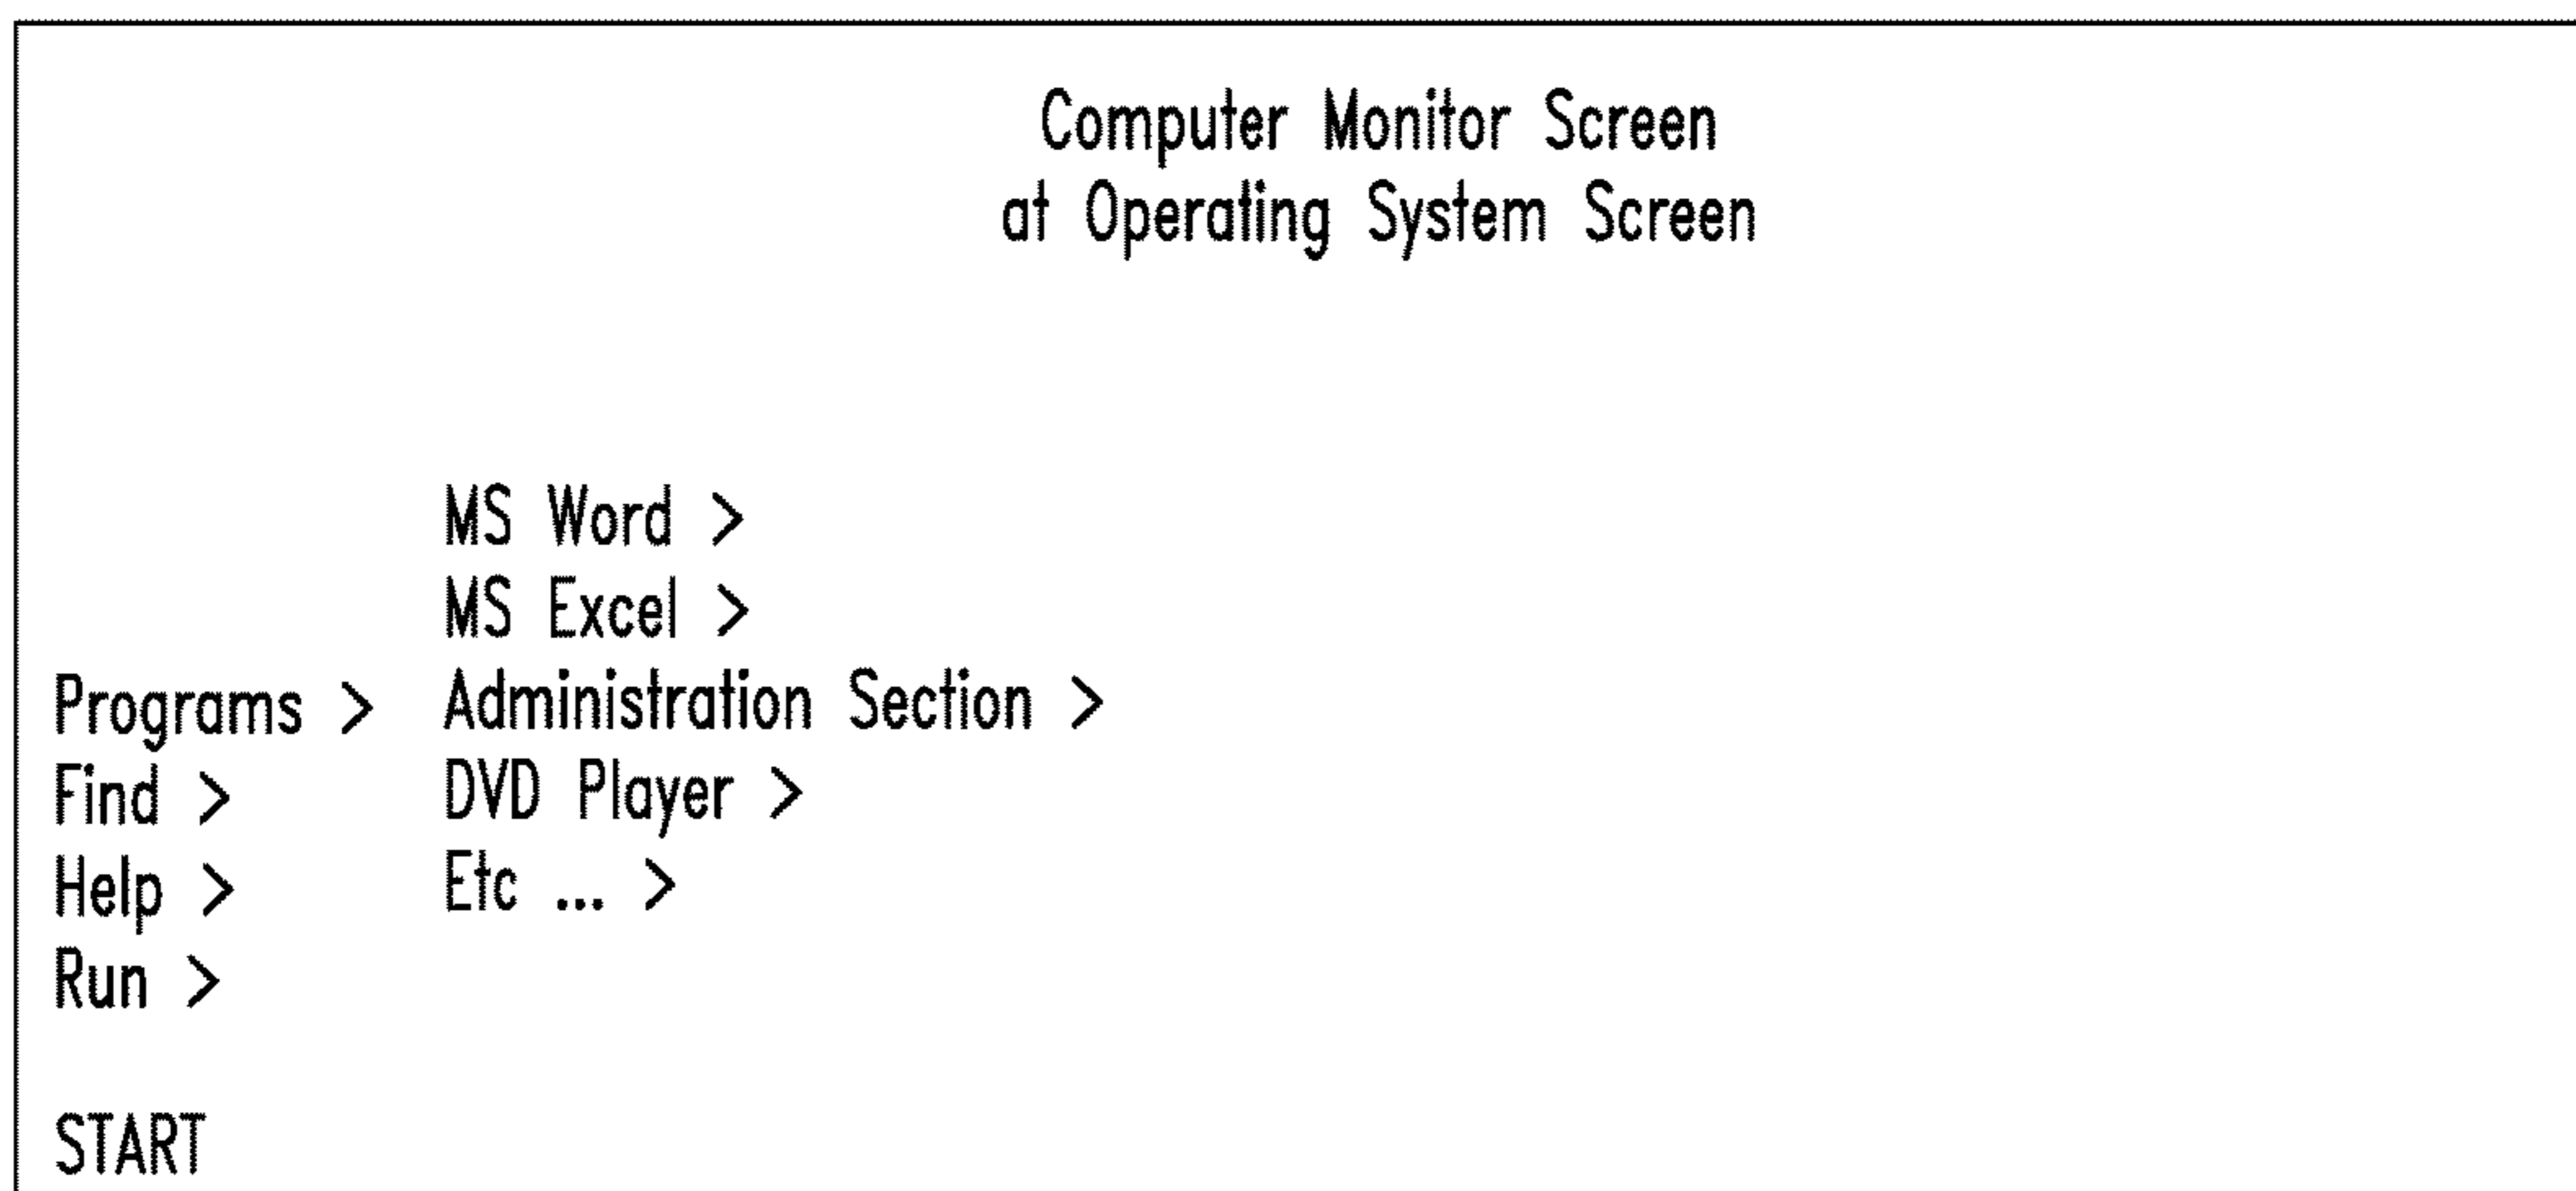 Computer Monitor Screen
at Operating System Screen
MS Word >
MS Excel >
Programs > Administration Section >
Find > DVD Player >
Help > Etc ... >
Run >
START